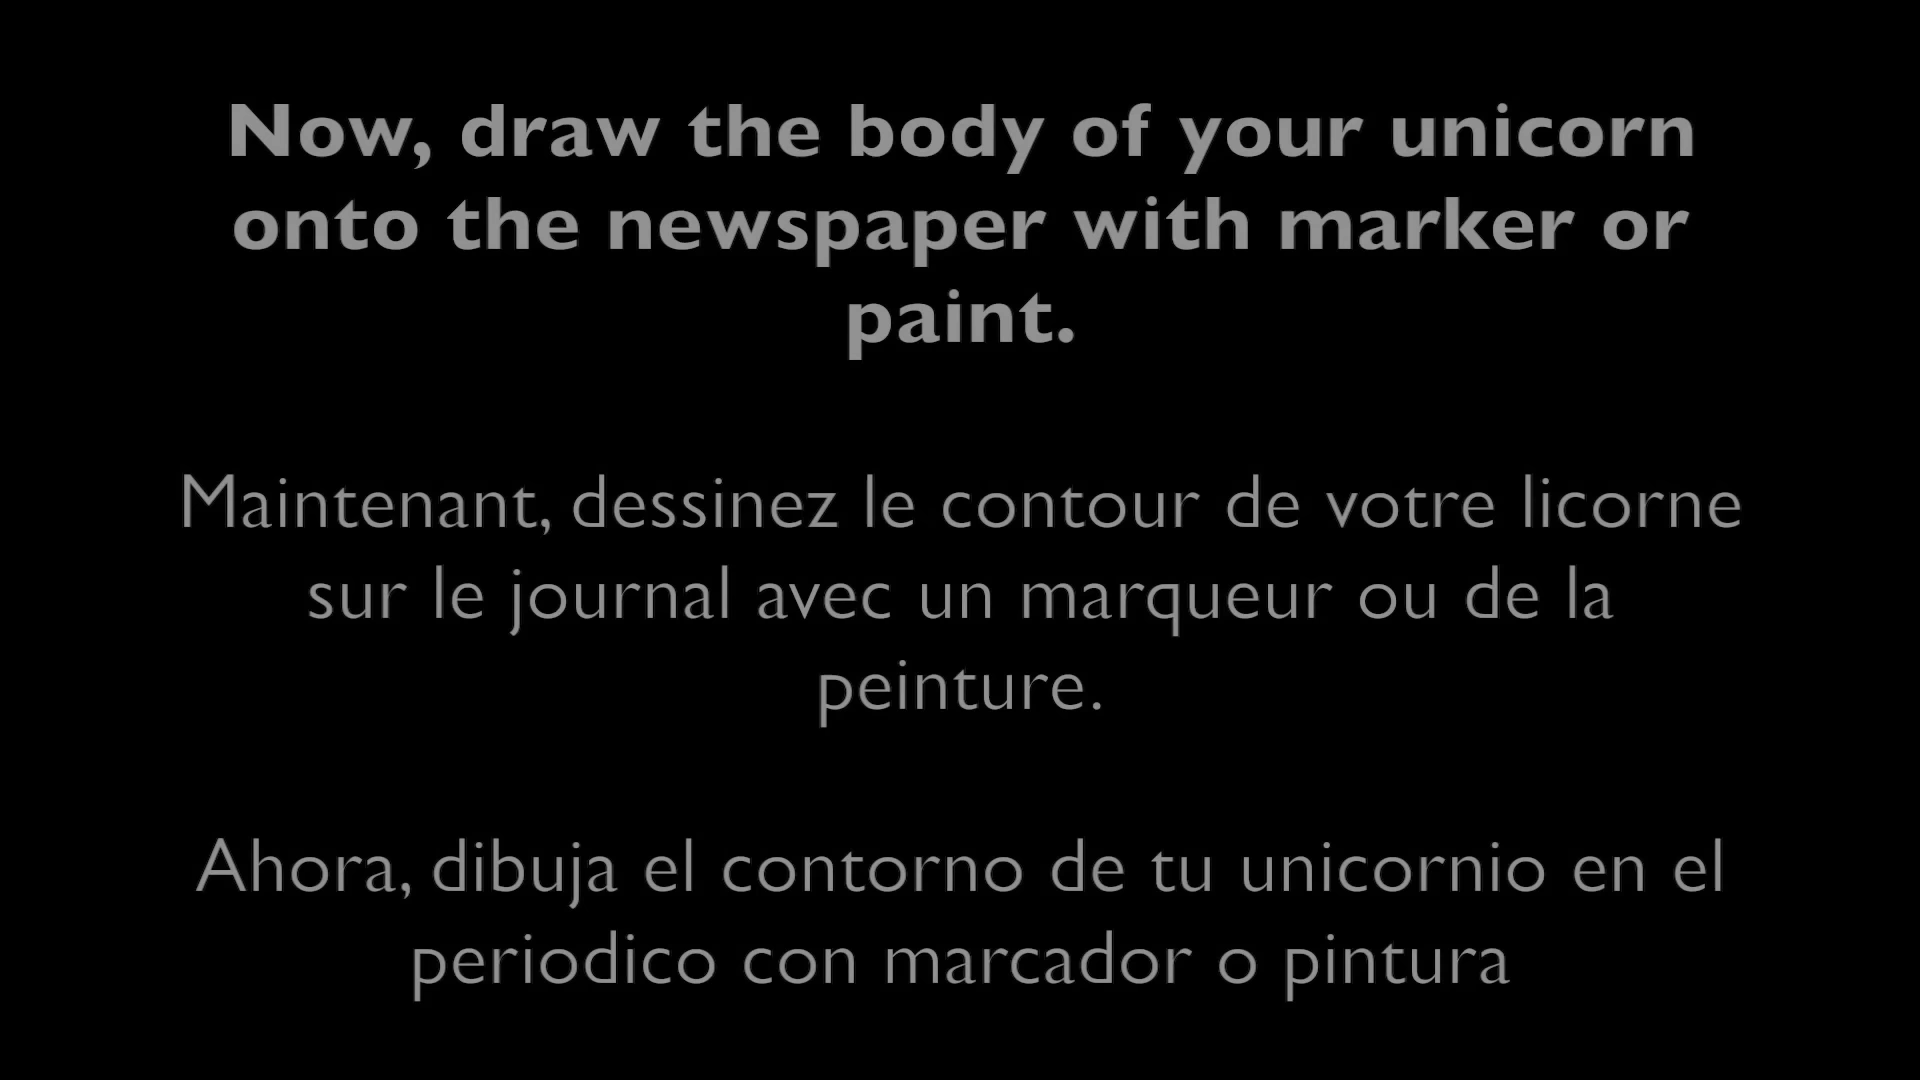 Now, draw the body of your unicorn
onto the newspaper with marker or
paint.
Maintenant, dessinez le contour de votre licorne
sur le journal avec un marqueur ou de la
peinture.
Ahora, dibuja el contorno de tu unicornio en el
periodico con marcador o pintura